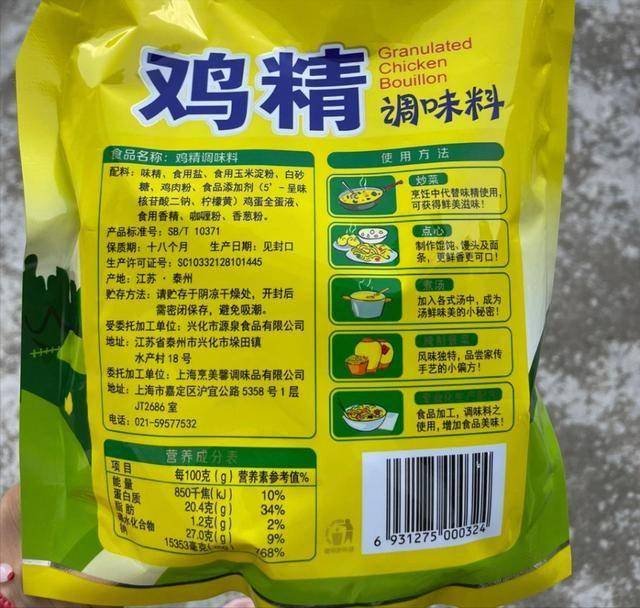 鸡精
Granulated
Chicken
Bouillon
调味料
食品名称：鸡精调味料
配料：味精、食用盐、食用玉米淀粉、白砂
糖、鸡肉粉、食品添加剂（5’-呈味
核苷酸二钠、柠檬黄）鸡蛋全蛋液、
食用香精、咖喱粉、香葱粉。
产品标准号：SB/T 10371
保质期：十八个月 生产日期：见封口
生产许可证号：SC10332128101445
产地：江苏·泰州
贮存方法：请贮存于阴凉干燥处，开封后
需密闭保存，避免吸潮。
受委托加工单位：兴化市源泉食品有限公司
地址：江苏省泰州市兴化市垛田镇
水产村 18 号
委托加工单位：上海烹美馨调味品有限公司
地址：上海市嘉定区沪宜公路 5358 号 1 层
JT2686 室
电话：021-59577532
使用方法
炒菜
烹饪中代替味精使用，
可获得鲜美滋味！
点心
制作馄饨、馒头及面
条，更鲜香更可口！
煮汤
加入各式汤中，成为
汤鲜味美的小秘密！
风味独特，品尝家传
手艺的小偏方！
食品加工，调味料之
使用，增加食品美味！
营养成分表
项目 每100克(g) 营养素参考值%
能量 850千焦(kJ) 10%
蛋白质 20.4克(g) 34%
脂肪 1.2克(g) 2%
碳水化合物 27.0克(g) 9%
钠 15353毫克 768%
6 931275 000324